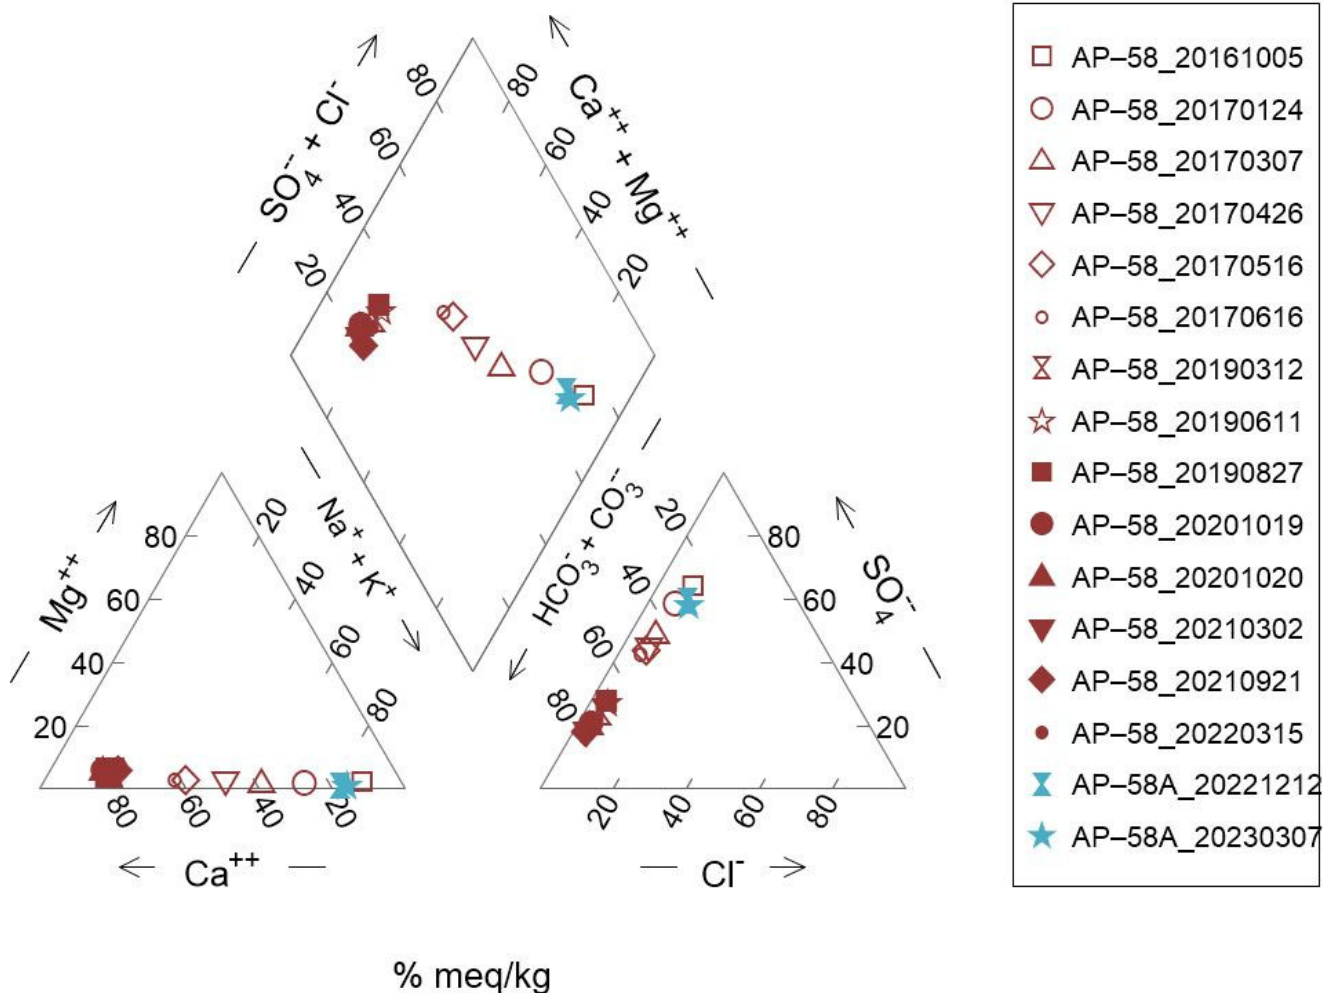 SO₄⁻⁻ + Cl⁻
80
60
40
20
Ca⁺⁺ + Mg⁺⁺
80
60
40
20
Mg⁺⁺
80
60
40
20
Na⁺ + K⁺
20
40
60
80
HCO₃⁻ + CO₃⁻⁻
20
40
60
80
SO₄⁻⁻
80
60
40
20
80
60
40
20
Ca⁺⁺
20
40
60
80
Cl⁻
% meq/kg
AP–58_20161005
AP–58_20170124
AP–58_20170307
AP–58_20170426
AP–58_20170516
AP–58_20170616
AP–58_20190312
AP–58_20190611
AP–58_20190827
AP–58_20201019
AP–58_20201020
AP–58_20210302
AP–58_20210921
AP–58_20220315
AP–58A_20221212
AP–58A_20230307